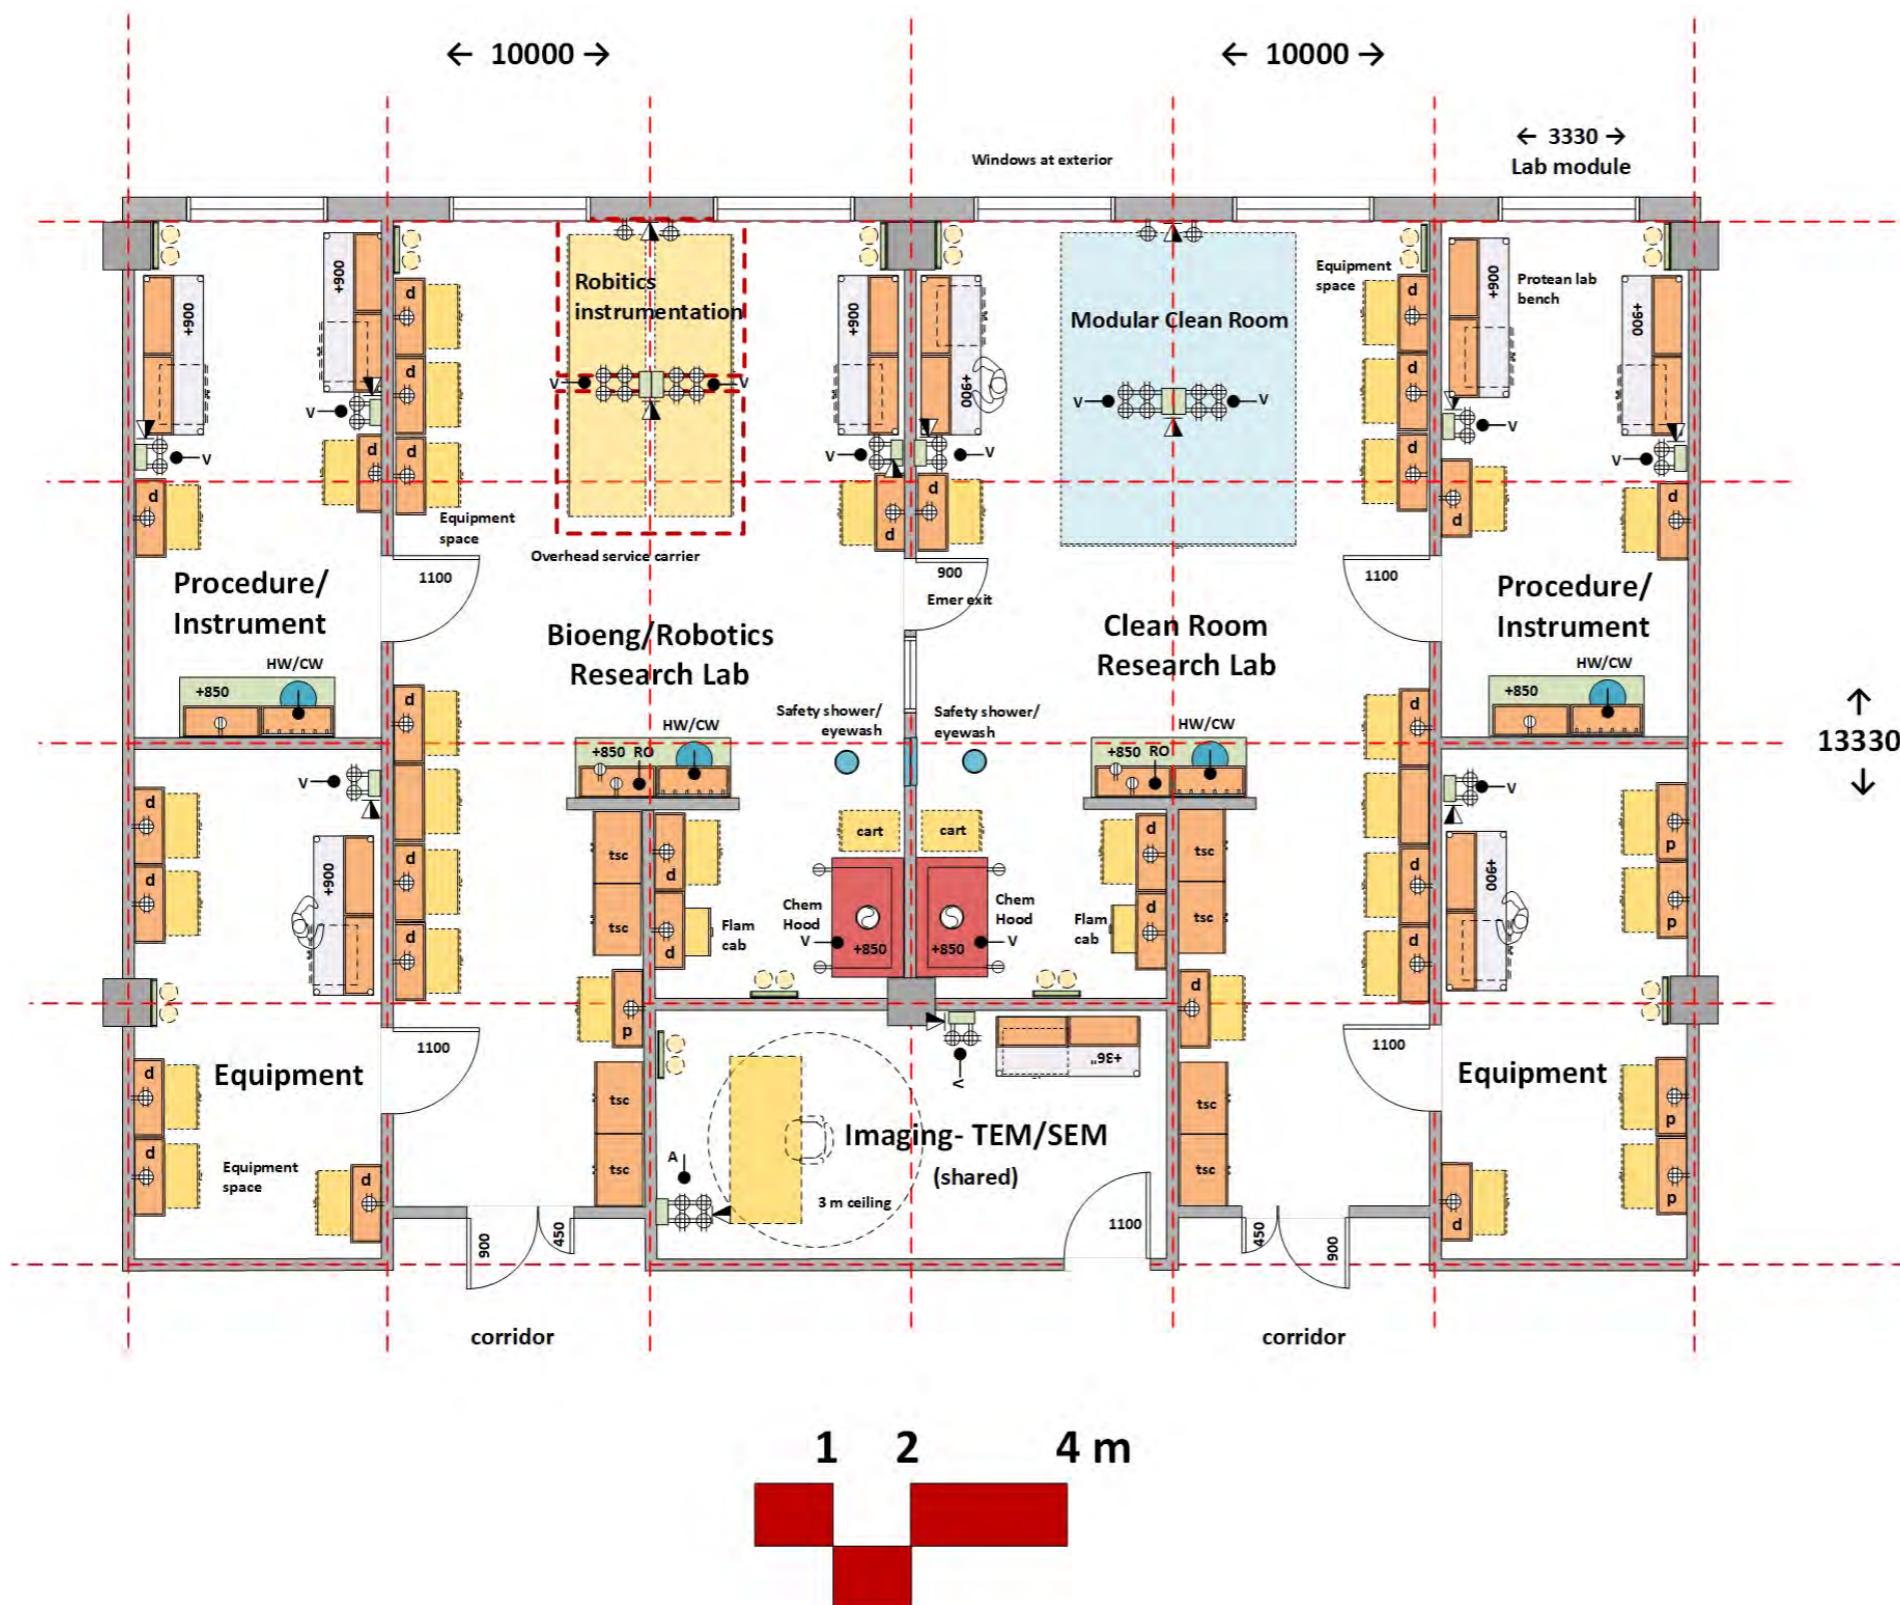 ← 10000 →
← 10000 →
← 3330 →
Lab module
Windows at exterior
+900
+900
d
Robitics
instrumentation
+900
+900
Modular Clean Room
Equipment
space
d
+900
Protean lab
bench
+900
d
V
V
V
V
V
V
V
V
V
V
d
d
d
d
d
d
d
d
d
d
Equipment
space
Overhead service carrier
1100
900
Emer exit
1100
Procedure/
Instrument
Bioeng/Robotics
Research Lab
Clean Room
Research Lab
Procedure/
Instrument
HW/CW
+850
HW/CW
+850 RO
Safety shower/
eyewash
Safety shower/
eyewash
HW/CW
+850 RO
HW/CW
+850
d
d
↑
13330
↓
V
V
d
d
+900
d
d
tsc
tsc
d
d
cart
cart
Chem
Hood
V
+850
Chem
Hood
V
+850
Flam
cab
Flam
cab
d
d
tsc
tsc
d
d
+900
p
p
p
d
1100
1100
Equipment
Equipment
V
+36"
d
d
Equipment
space
d
tsc
tsc
A
Imaging- TEM/SEM
(shared)
3 m ceiling
1100
tsc
tsc
d
p
p
900
450
450
900
corridor
corridor
1 2 4 m